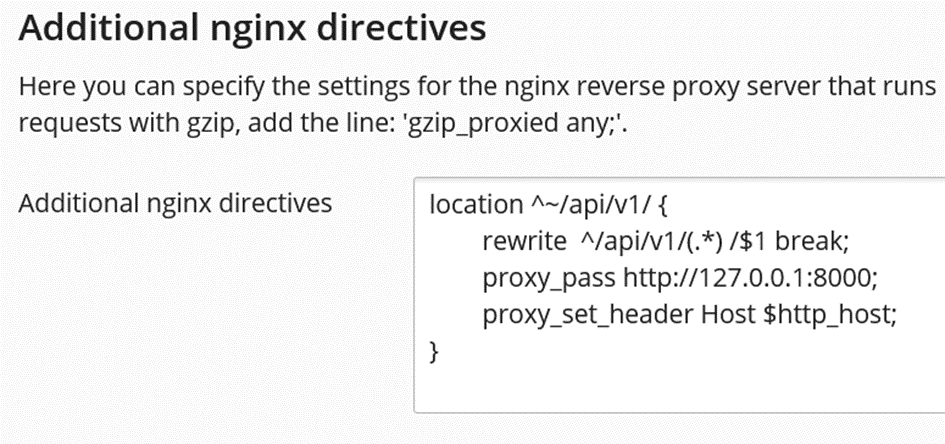 Additional nginx directives
Here you can specify the settings for the nginx reverse proxy server that runs
requests with gzip, add the line: 'gzip_proxied any;'.
Additional nginx directives
location ^~/api/v1/ {
rewrite  ^/api/v1/(.*) /$1 break;
proxy_pass http://127.0.0.1:8000;
proxy_set_header Host $http_host;
}